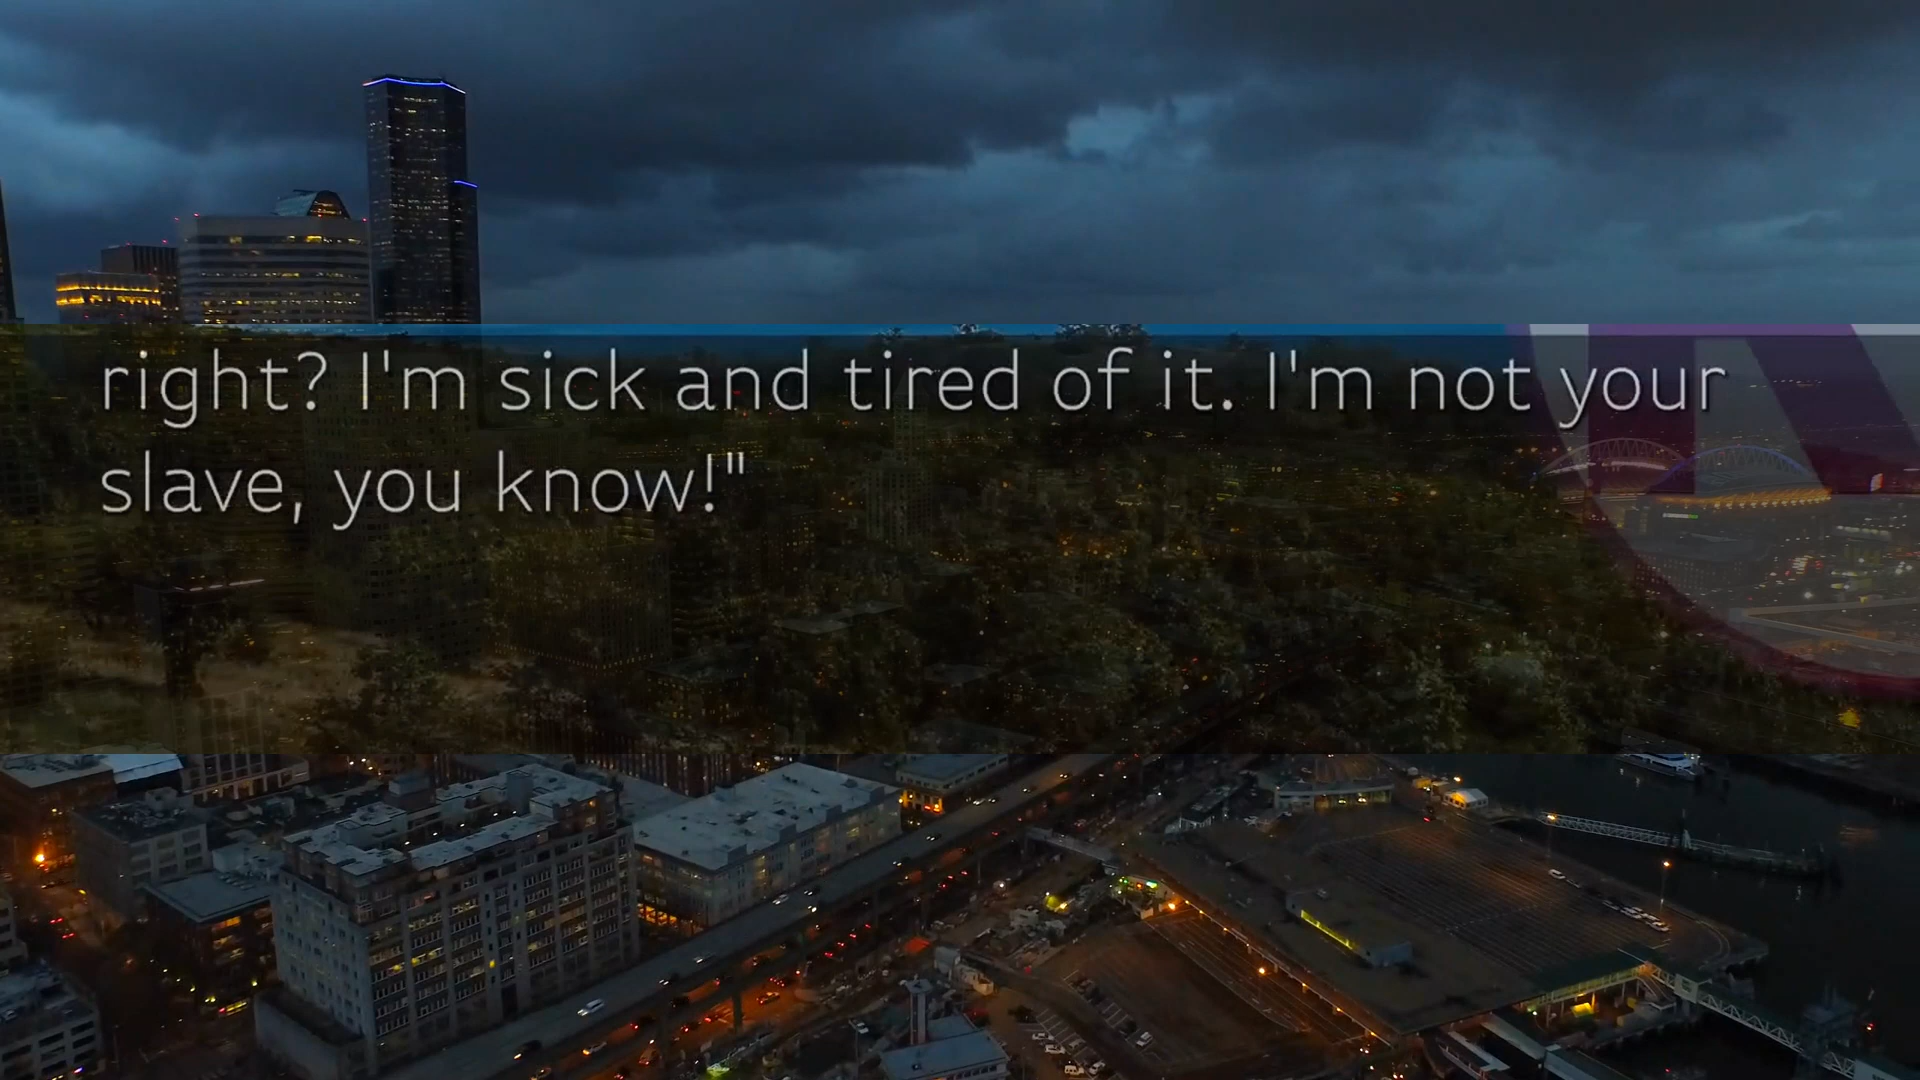 right? I'm sick and tired of it. I'm not your
slave, you know!"